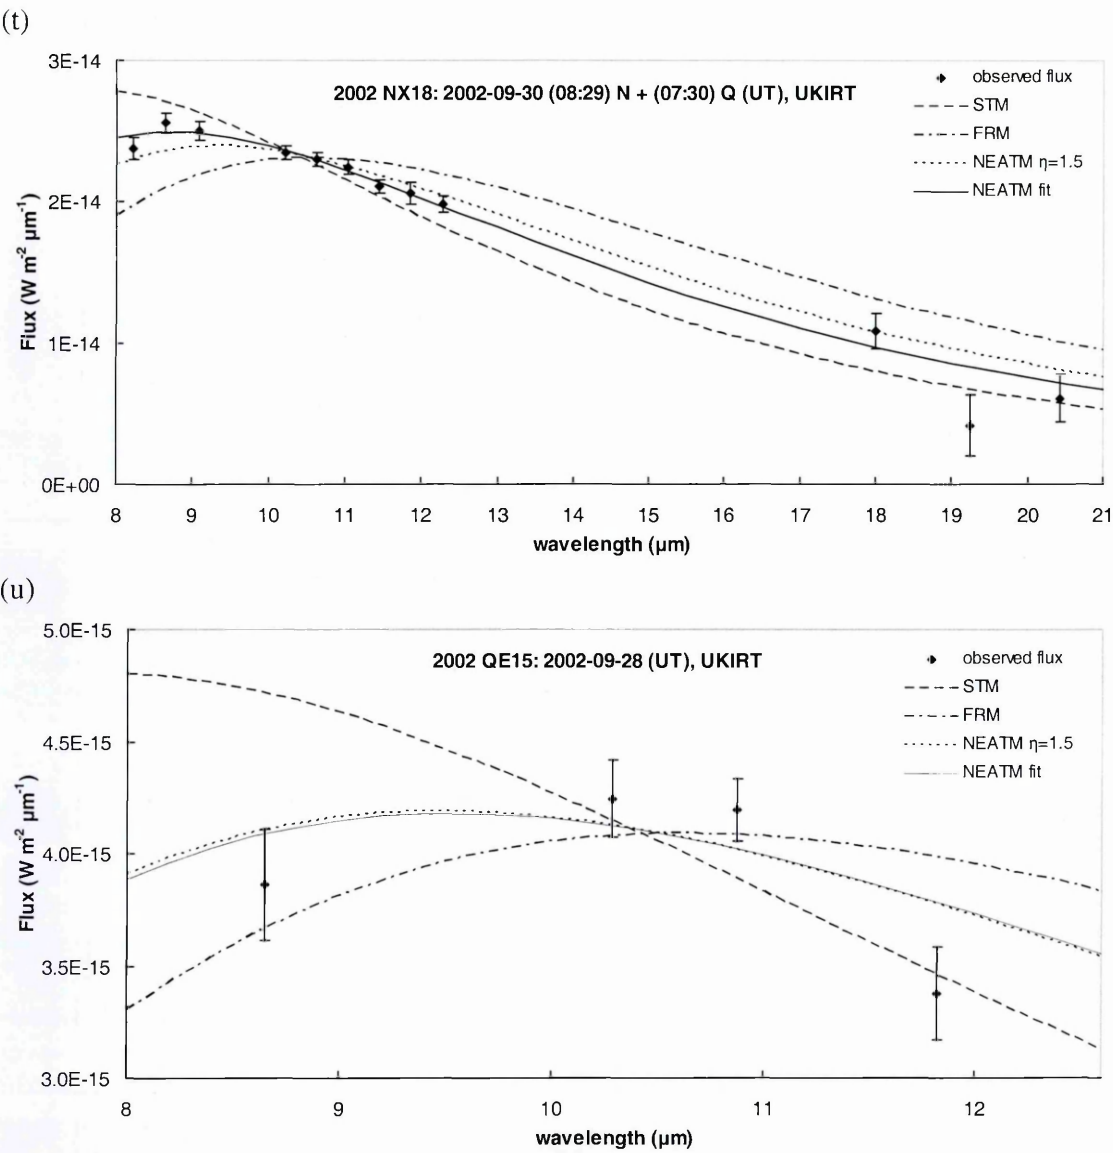 (t)
3E-14
2E-14
1E-14
0E+00
Flux (W m-2 µm-1)
2002 NX18: 2002-09-30 (08:29) N + (07:30) Q (UT), UKIRT
observed flux
STM
FRM
NEATM η=1.5
NEATM fit
8 9 10 11 12 13 14 15 16 17 18 19 20 21
wavelength (µm)
(u)
5.0E-15
4.5E-15
4.0E-15
3.5E-15
3.0E-15
Flux (W m-2 µm-1)
2002 QE15: 2002-09-28 (UT), UKIRT
observed flux
STM
FRM
NEATM η=1.5
NEATM fit
8 9 10 11 12
wavelength (µm)